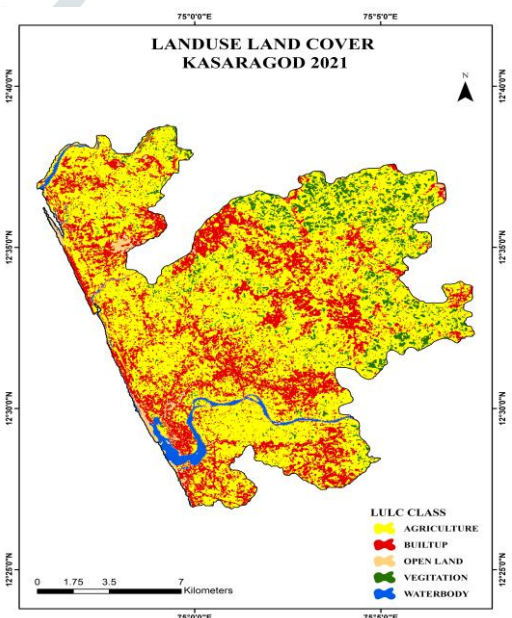 75°0'0"E 75°5'0"E
LANDUSE LAND COVER
KASARAGOD 2021
N
12°40'0"N 12°40'0"N
12°35'0"N 12°35'0"N
12°30'0"N 12°30'0"N
LULC CLASS
AGRICULTURE
BUILTUP
OPEN LAND
VEGITATION
WATERBODY
12°25'0"N 12°25'0"N
0 1.75 3.5 7
Kilometers
75°0'0"E 75°5'0"E